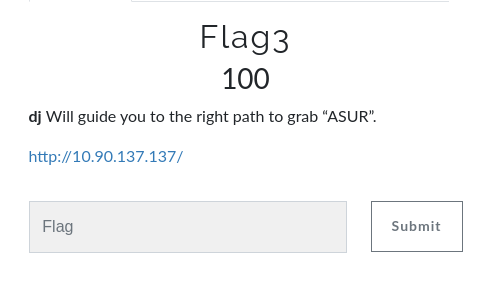 Flag3
100
dj Will guide you to the right path to grab “ASUR”.
http://10.90.137.137/
Flag
Submit